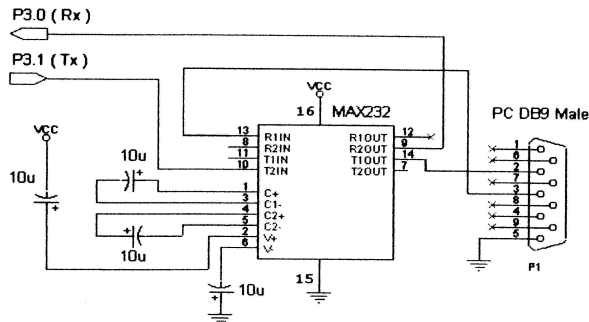 P3.0 ( Rx )
P3.1 ( Tx )
VCC
16
MAX232
PC DB9 Male
13
R1IN
R1OUT
12
8
R2IN
R2OUT
9
11
T1IN
T1OUT
14
10
T2IN
T2OUT
7
VCC
10u
10u
1
C+
3
C1-
4
C2+
5
C2-
2
V+
6
V-
10u
10u
15
1
6
2
7
3
8
4
9
5
P1